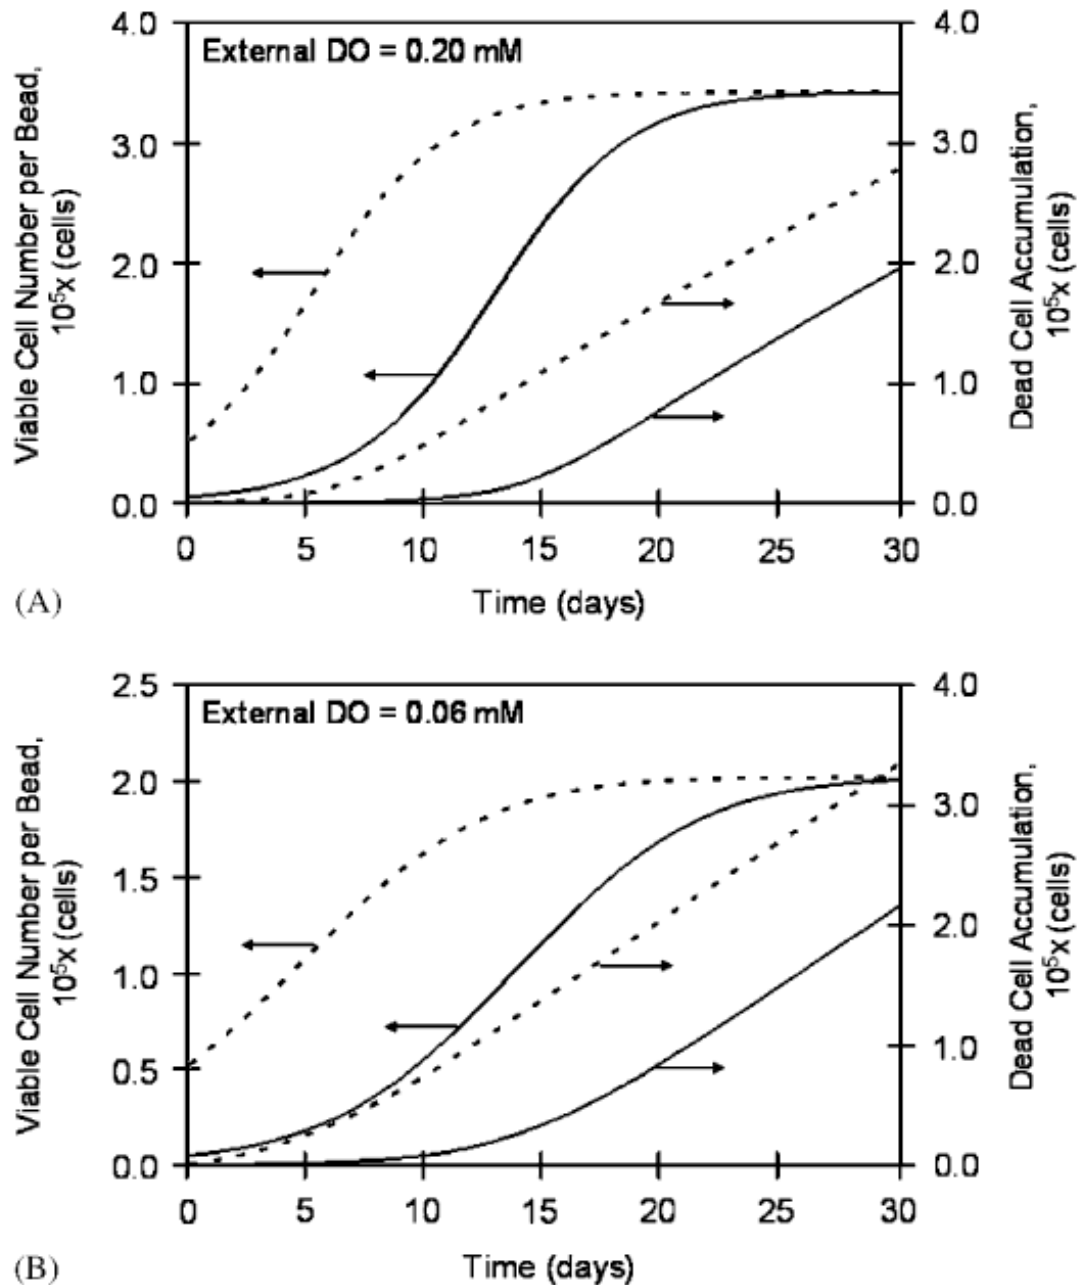 External DO = 0.20 mM
Viable Cell Number per Bead,
10⁵x (cells)
4.0
3.0
2.0
1.0
0.0
4.0
3.0
2.0
1.0
0.0
Dead Cell Accumulation,
10⁵x (cells)
0 5 10 15 20 25 30
Time (days)
(A)
External DO = 0.06 mM
Viable Cell Number per Bead,
10⁵x (cells)
2.5
2.0
1.5
1.0
0.5
0.0
4.0
3.0
2.0
1.0
0.0
Dead Cell Accumulation,
10⁵x (cells)
0 5 10 15 20 25 30
Time (days)
(B)